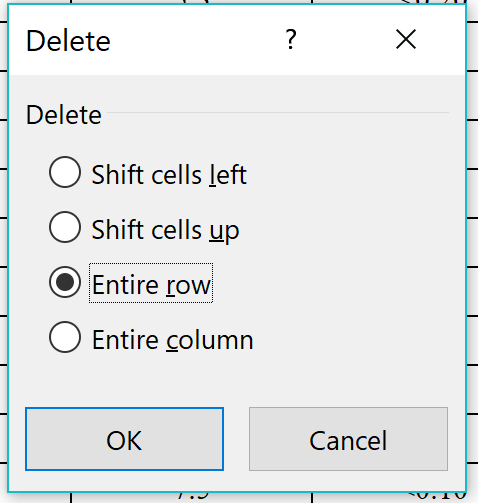 Delete ?
Delete
Shift cells left
Shift cells up
Entire row
Entire column
OK Cancel